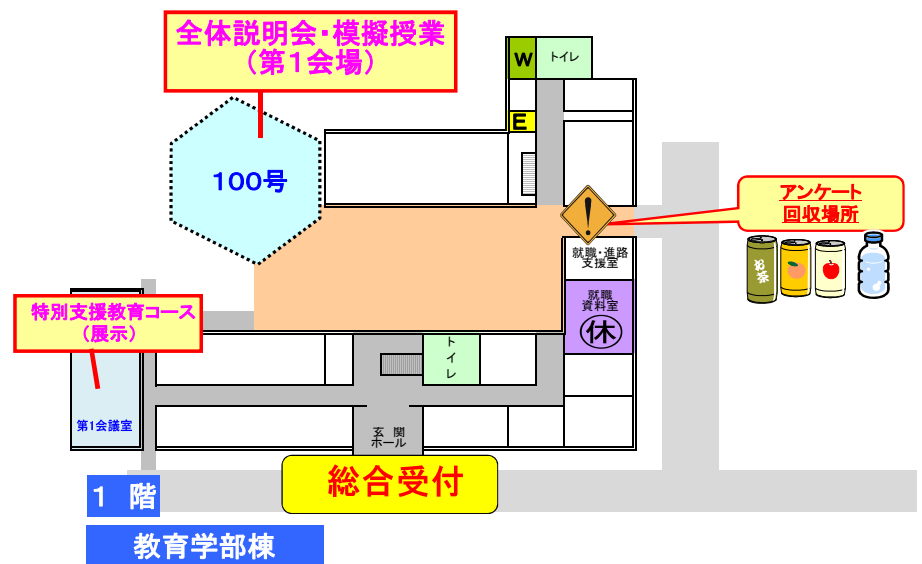 全体説明会・模擬授業
（第１会場）
W
トイレ
E
１００号
アンケート
回収場所
!
就職・進路
支援室
お茶
就職
資料室
休
特別支援教育コース
（展示）
トイレ
第1会議室
玄　関
ホール
総合受付
１　階
教育学部棟